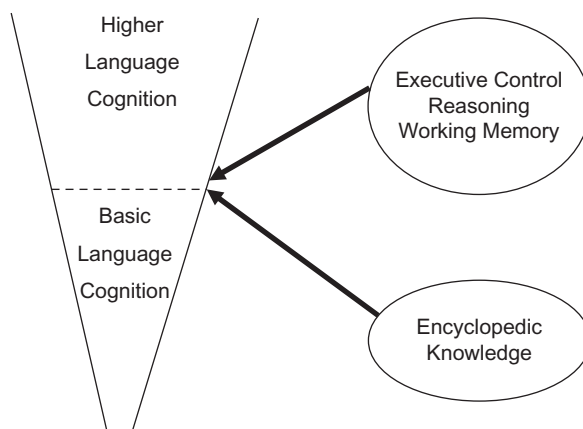 Higher
Language
Cognition
Executive Control
Reasoning
Working Memory
Basic
Language
Cognition
Encyclopedic
Knowledge